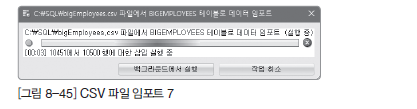 C:₩SQL₩bigEmployees.csv 파일에서 BIGEMPLOYEES 테이블로 데이터 임포트
C:₩SQL₩bigEmployees.csv 파일에서 BIGEMPLOYEES 테이블로 데이터 임포트 (실행 중)
[00:03] 10451에서 10500 행에 대한 삽입 실행 중
백그라운드에서 실행
작업 취소
[그림 8-45] CSV 파일 임포트 7